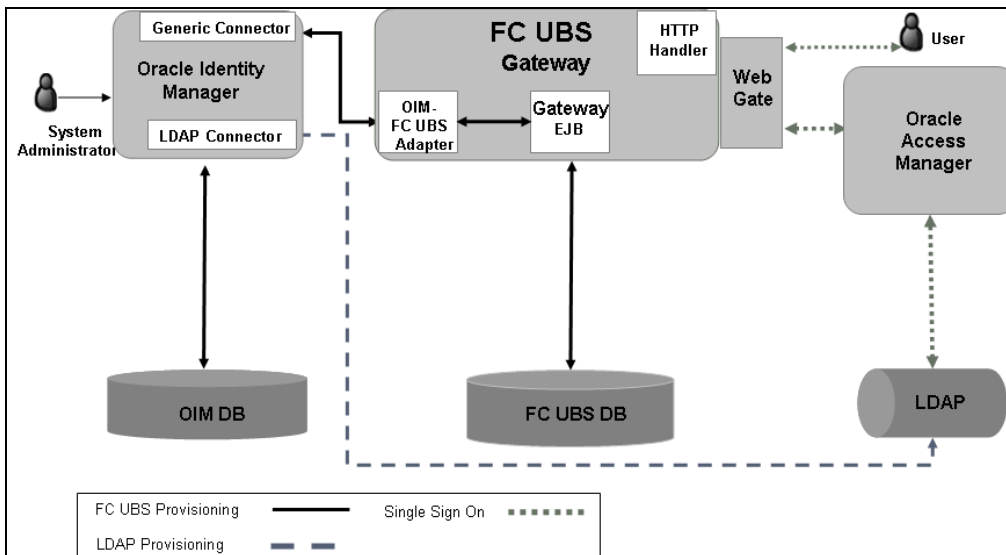 Generic Connector
Oracle Identity
Manager
LDAP Connector
System
Administrator
FC UBS
Gateway
HTTP
Handler
OIM-
FC UBS
Adapter
Gateway
EJB
Web
Gate
User
Oracle
Access
Manager
OIM DB
FC UBS DB
LDAP
FC UBS Provisioning
Single Sign On
LDAP Provisioning